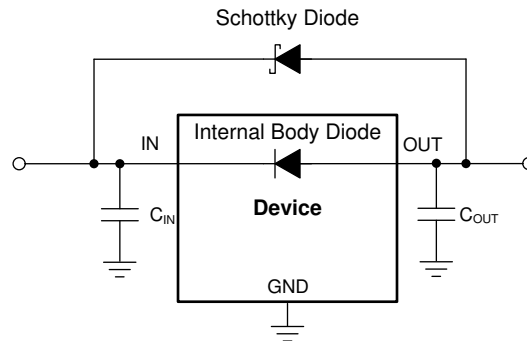 Schottky Diode
Internal Body Diode
IN
OUT
Device
CIN
COUT
GND